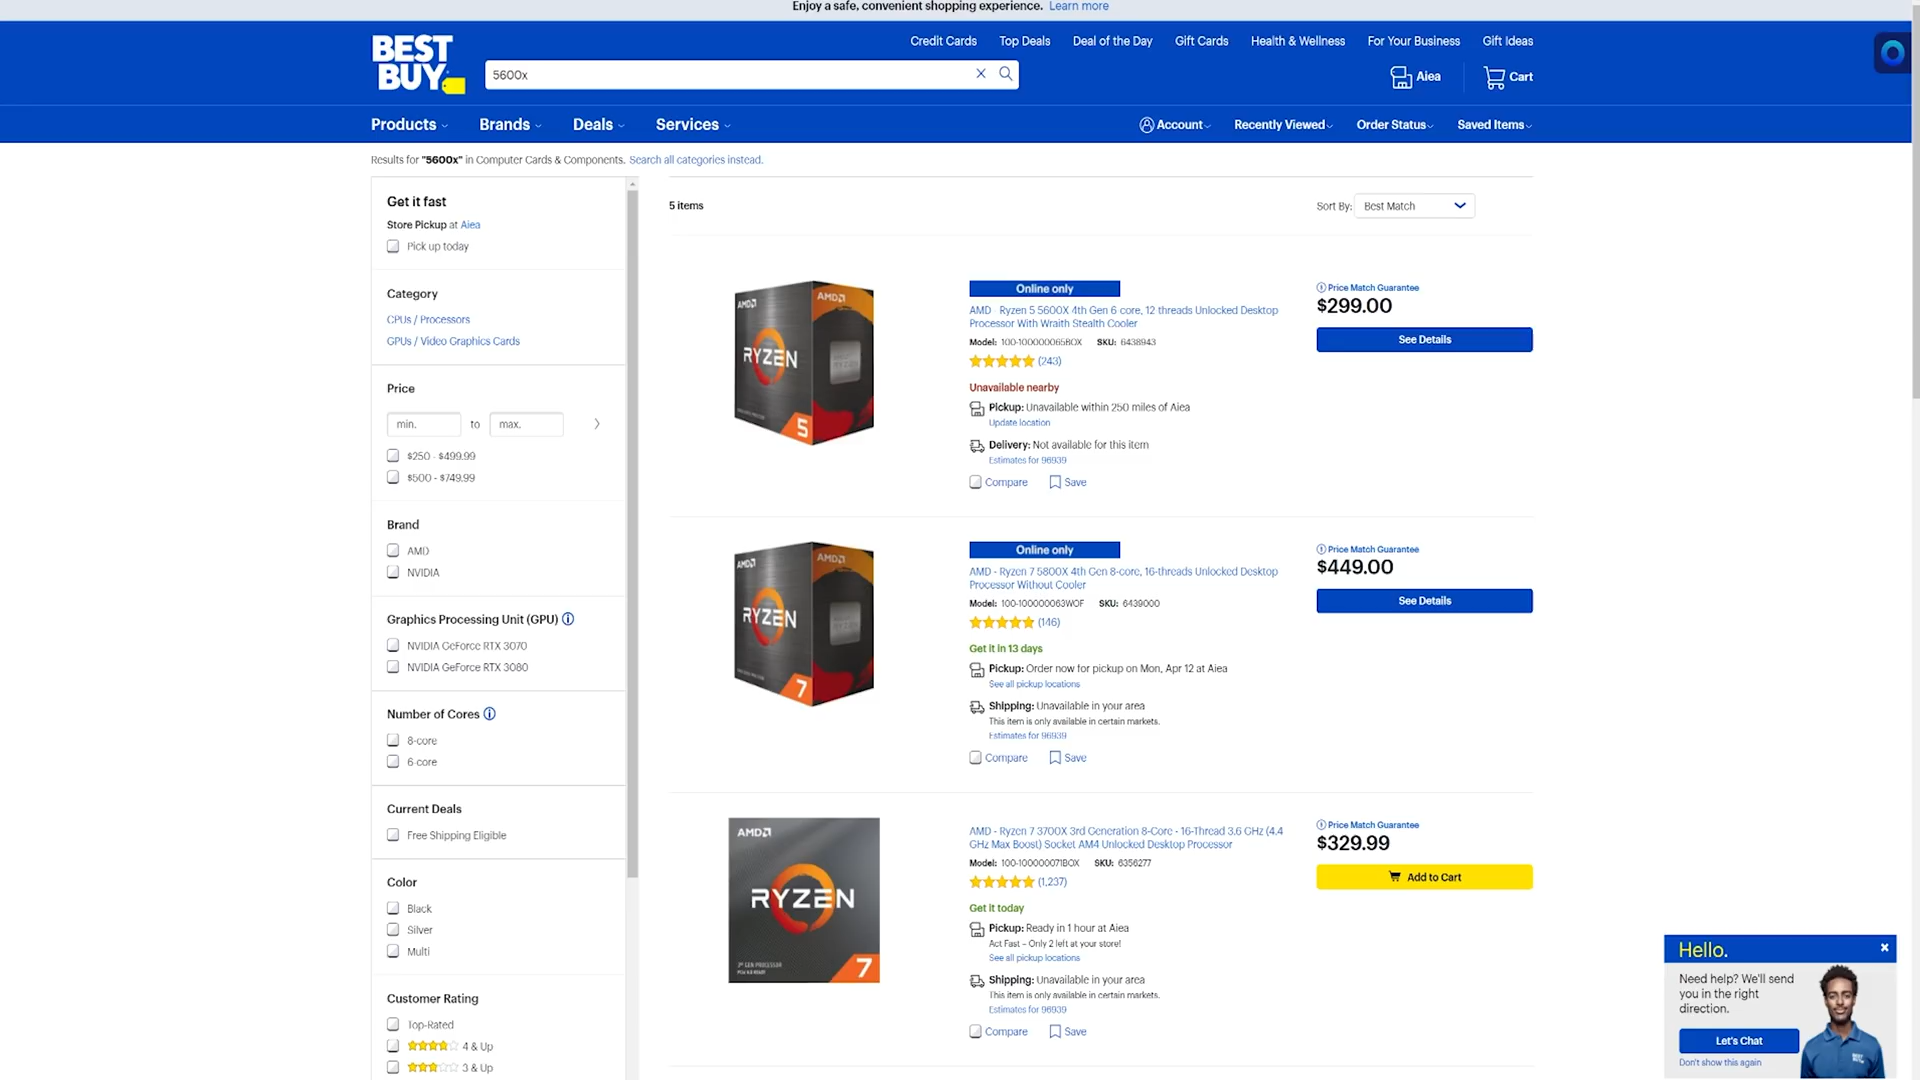 Enjoy a safe, convenient shopping experience. Learn more
Credit Cards
Top Deals
Deal of the Day
Gift Cards
Health & Wellness
For Your Business
Gift Ideas
BEST
BUY
5600x
Aiea
Cart
Products
Brands
Deals
Services
Account
Recently Viewed
Order Status
Saved Items
Results for "5600x" in Computer Cards & Components. Search all categories instead.
Get it fast
Store Pickup at Aiea
Pick up today
Category
CPUs / Processors
GPUs / Video Graphics Cards
Price
min.
to
max.
$250 - $499.99
$500 - $749.99
Brand
AMD
NVIDIA
Graphics Processing Unit (GPU)
NVIDIA GeForce RTX 3070
NVIDIA GeForce RTX 3080
Number of Cores
8-core
6-core
Current Deals
Free Shipping Eligible
Color
Black
Silver
Multi
Customer Rating
Top-Rated
4 & Up
3 & Up
5 items
Sort By: Best Match
AMD
AMD
RYZEN
5
Online only
AMD - Ryzen 5 5600X 4th Gen 6 core, 12 threads Unlocked Desktop
Processor With Wraith Stealth Cooler
Model: 100-100000065BOX SKU: 6438943
(243)
Unavailable nearby
Pickup: Unavailable within 250 miles of Aiea
Update location
Delivery: Not available for this item
Estimates for 96939
Compare
Save
Price Match Guarantee
$299.00
See Details
AMD
AMD
RYZEN
7
Online only
AMD - Ryzen 7 5800X 4th Gen 8-core, 16-threads Unlocked Desktop
Processor Without Cooler
Model: 100-100000063WOF SKU: 6439000
(146)
Get it in 13 days
Pickup: Order now for pickup on Mon, Apr 12 at Aiea
See all pickup locations
Shipping: Unavailable in your area
This item is only available in certain markets.
Estimates for 96939
Compare
Save
Price Match Guarantee
$449.00
See Details
AMD
RYZEN
7
AMD - Ryzen 7 3700X 3rd Generation 8-Core - 16-Thread 3.6 GHz (4.4
GHz Max Boost) Socket AM4 Unlocked Desktop Processor
Model: 100-100000071BOX SKU: 6356277
(1,237)
Get it today
Pickup: Ready in 1 hour at Aiea
Act Fast – Only 2 left at your store!
See all pickup locations
Shipping: Unavailable in your area
This item is only available in certain markets.
Estimates for 96939
Compare
Save
Price Match Guarantee
$329.99
Add to Cart
Hello.
Need help? We'll send
you in the right
direction.
Let's Chat
Don't show this again